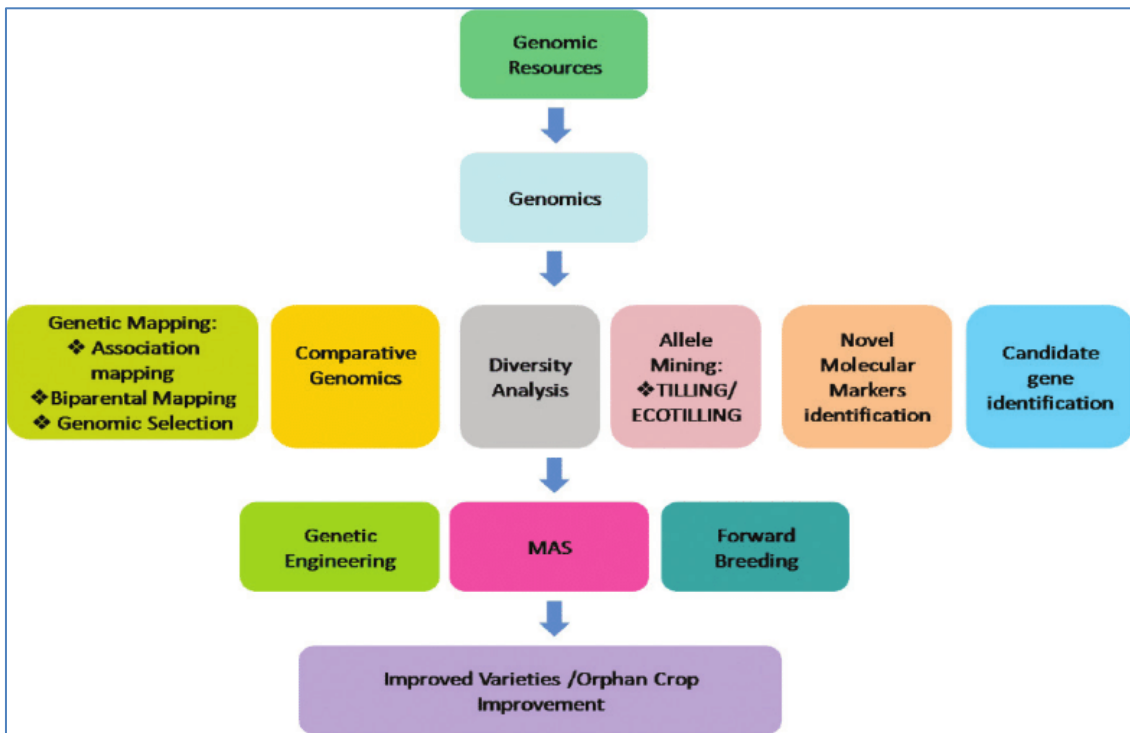 Genomic
Resources
Genomics
Genetic Mapping:
❖ Association
mapping
❖Biparental Mapping
❖ Genomic Selection
Comparative
Genomics
Diversity
Analysis
Allele
Mining:
❖TILLING/
ECOTILLING
Novel
Molecular
Markers
identification
Candidate
gene
identification
Genetic
Engineering
MAS
Forward
Breeding
Improved Varieties /Orphan Crop
Improvement